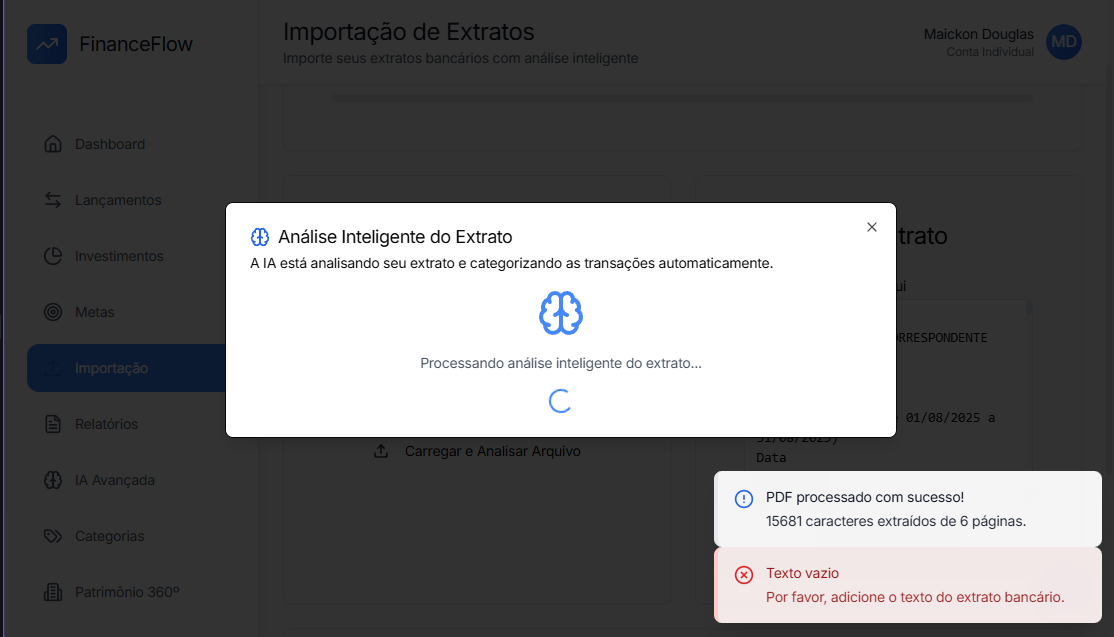 FinanceFlow
Importação de Extratos
Importe seus extratos bancários com análise inteligente
Maickon Douglas
Conta Individual
MD
Dashboard
Lançamentos
Investimentos
Metas
Importação
Relatórios
IA Avançada
Categorias
Patrimônio 360º
Análise Inteligente do Extrato
A IA está analisando seu extrato e categorizando as transações automaticamente.
Processando análise inteligente do extrato...
trato
ui
ORRESPONDENTE
01/08/2025 a
31/08/2025)
Data
Carregar e Analisar Arquivo
PDF processado com sucesso!
15681 caracteres extraídos de 6 páginas.
Texto vazio
Por favor, adicione o texto do extrato bancário.